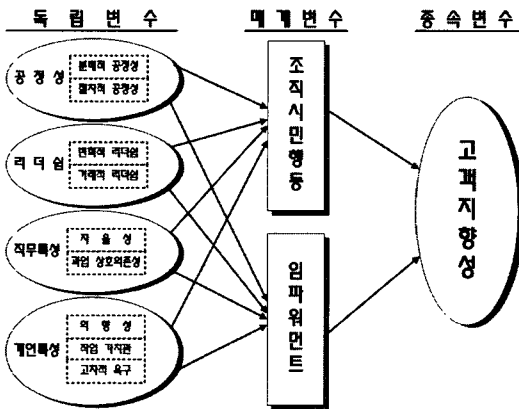 독 립 변 수
매 개 변 수
종 속 변 수
공 정 성
분배적 공정성
절차적 공정성
리 더 쉽
변혁적 리더쉽
거래적 리더쉽
직무특성
자 율 성
과업 상호의존성
개인특성
외 향 성
직업 가치관
고차적 욕구
조직시민행동
임파워먼트
고객지향성